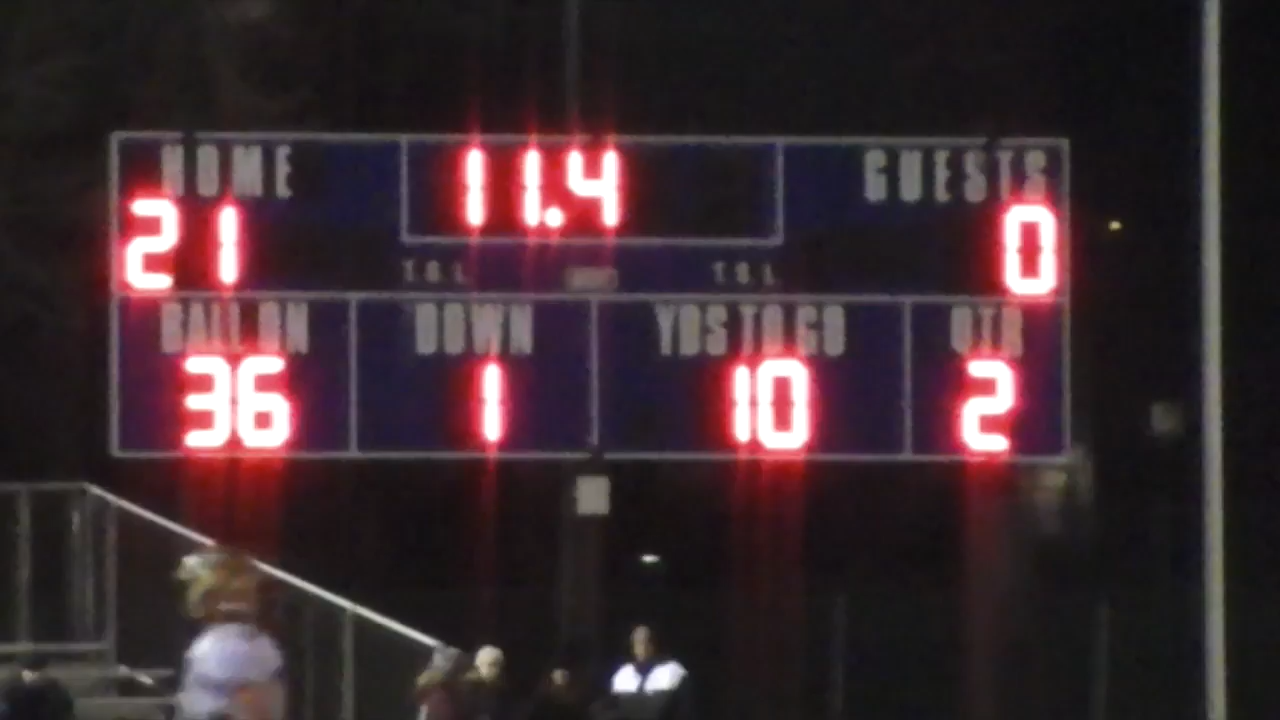 HOME 11.4 GUESTS
21 0
T.O.L. T.O.L.
BALL ON DOWN YDS TO GO QTR
36 1 10 2